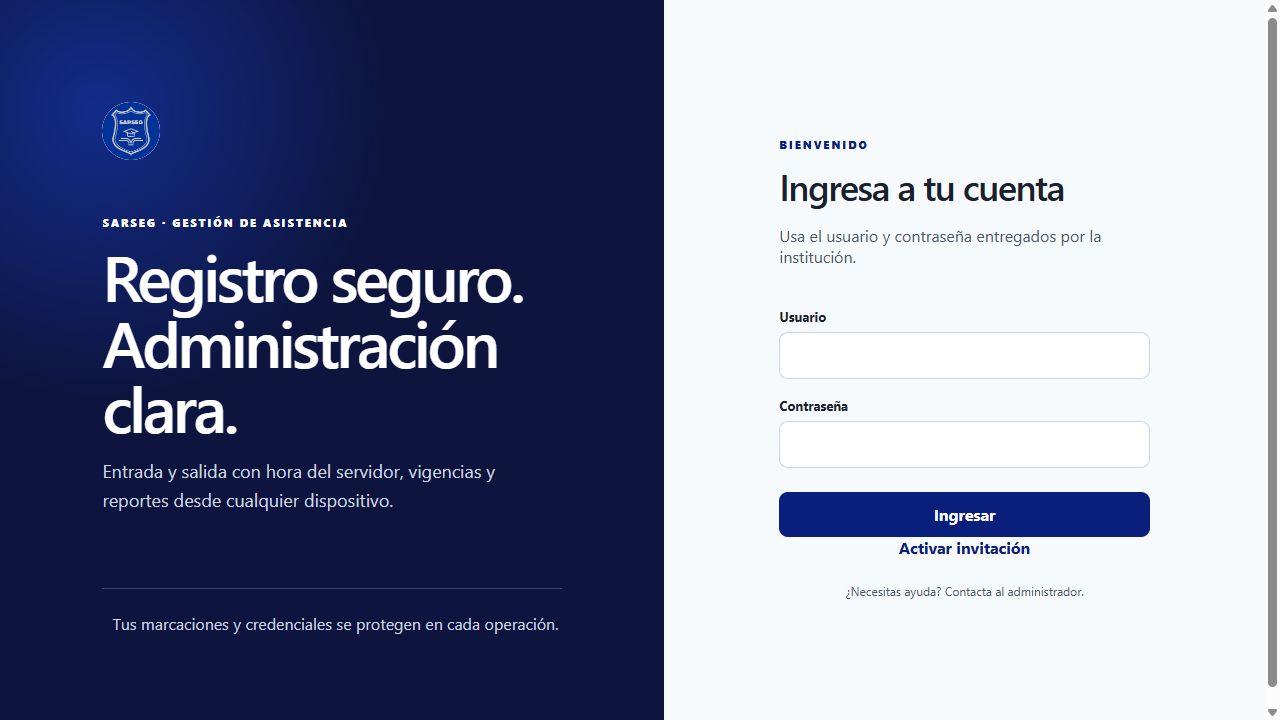 SARSEG
SARSEG · GESTIÓN DE ASISTENCIA
Registro seguro.
Administración
clara.
Entrada y salida con hora del servidor, vigencias y
reportes desde cualquier dispositivo.
Tus marcaciones y credenciales se protegen en cada operación.
BIENVENIDO
Ingresa a tu cuenta
Usa el usuario y contraseña entregados por la
institución.
Usuario
Contraseña
Ingresar
Activar invitación
¿Necesitas ayuda? Contacta al administrador.